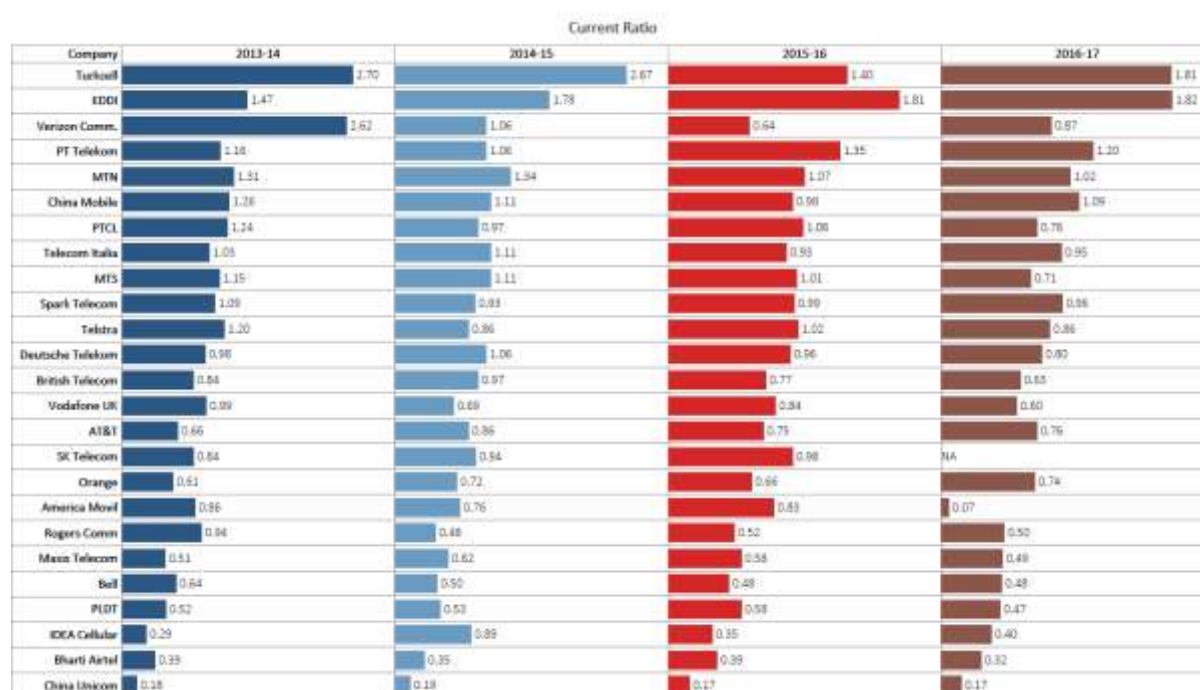 Current Ratio
Company 2013-14 2014-15 2015-16 2016-17
Turkcell 2.70 2.67 1.40 1.81
EDDI 1.47 1.78 1.81 1.82
Verizon Comm. 2.62 1.06 0.64 0.87
PT Telekom 1.16 1.06 1.35 1.20
MTN 1.31 1.34 1.07 1.02
China Mobile 1.26 1.11 0.98 1.09
PTCL 1.24 0.97 1.06 0.76
Telecom Italia 1.03 1.11 0.93 0.95
MTS 1.15 1.11 1.01 0.71
Spark Telecom 1.09 0.93 0.99 0.96
Telstra 1.20 0.86 1.02 0.86
Deutsche Telekom 0.98 1.06 0.96 0.80
British Telecom 0.84 0.97 0.77 0.63
Vodafone UK 0.99 0.69 0.84 0.60
AT&T 0.66 0.86 0.75 0.76
SK Telecom 0.84 0.94 0.98 NA
Orange 0.61 0.72 0.66 0.74
America Movil 0.86 0.76 0.83 0.07
Rogers Comm 0.94 0.48 0.52 0.50
Maxis Telecom 0.51 0.62 0.58 0.49
Bell 0.64 0.50 0.48 0.48
PLDT 0.52 0.53 0.58 0.47
IDEA Cellular 0.29 0.89 0.35 0.40
Bharti Airtel 0.39 0.35 0.39 0.32
China Unicom 0.18 0.19 0.17 0.17